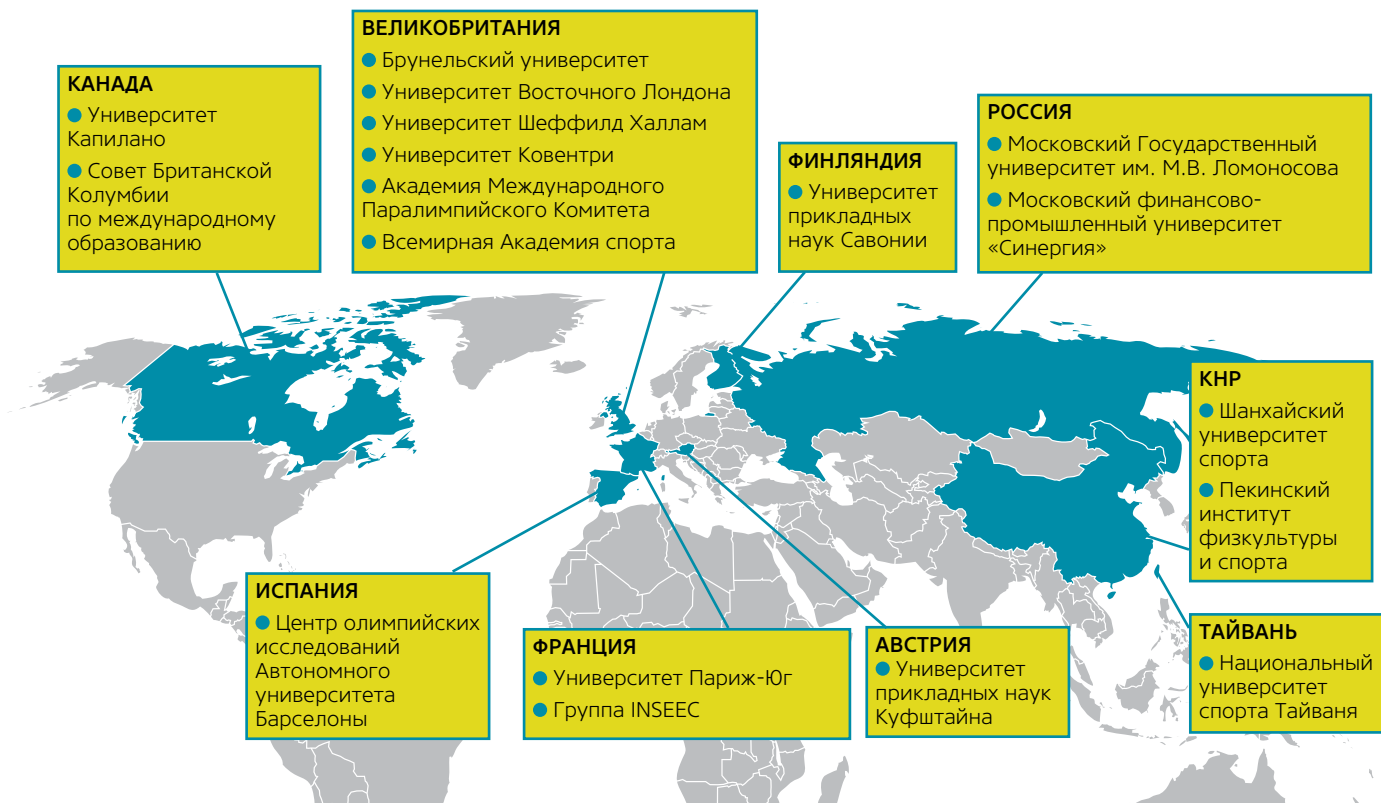 ВЕЛИКОБРИТАНИЯ
● Брунельский университет
● Университет Восточного Лондона
● Университет Шеффилд Халлам
● Университет Ковентри
● Академия Международного
Паралимпийского Комитета
● Всемирная Академия спорта
КАНАДА
● Университет
Капилано
● Совет Британской
Колумбии
по международному
образованию
ФИНЛЯНДИЯ
● Университет
прикладных
наук Савонии
РОССИЯ
● Московский Государственный
университет им. М.В. Ломоносова
● Московский финансово-
промышленный университет
«Синергия»
КНР
● Шанхайский
университет
спорта
● Пекинский
институт
физкультуры
и спорта
ИСПАНИЯ
● Центр олимпийских
исследований
Автономного
университета
Барселоны
ФРАНЦИЯ
● Университет Париж-Юг
● Группа INSEEC
АВСТРИЯ
● Университет
прикладных наук
Куфштайна
ТАЙВАНЬ
● Национальный
университет
спорта Тайваня